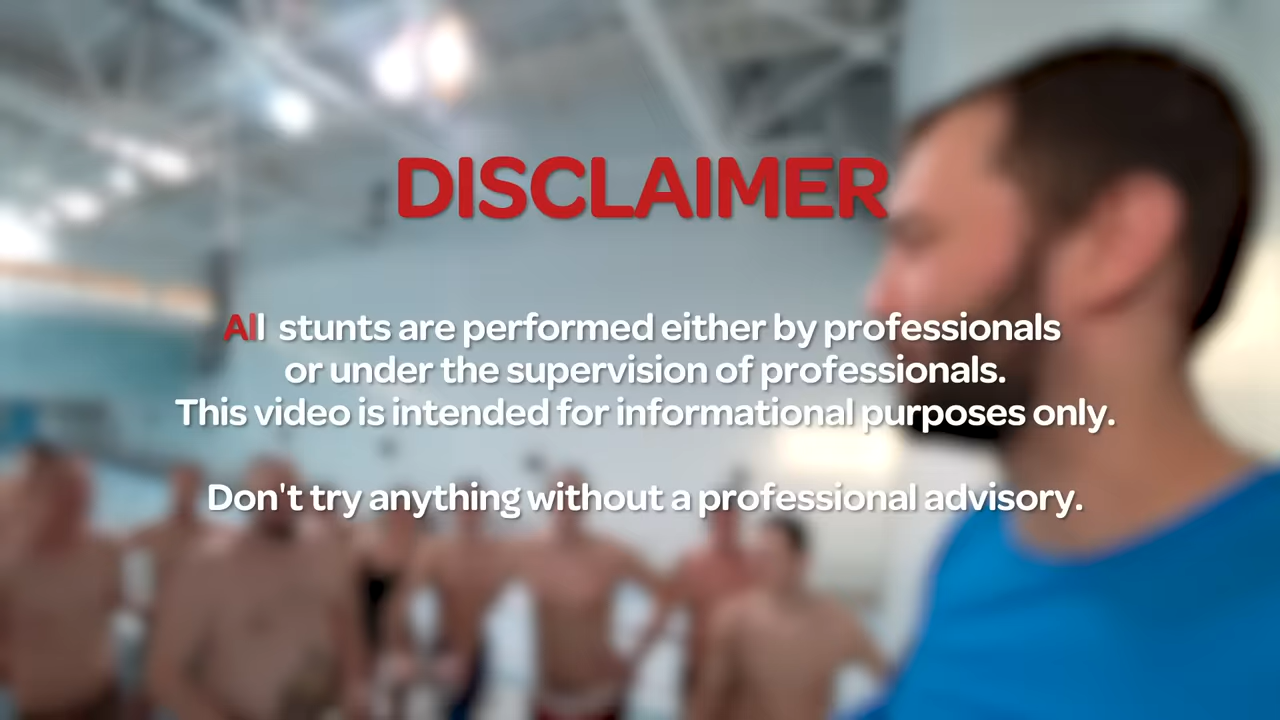 DISCLAIMER
All stunts are performed either by professionals
or under the supervision of professionals.
This video is intended for informational purposes only.
Don't try anything without a professional advisory.